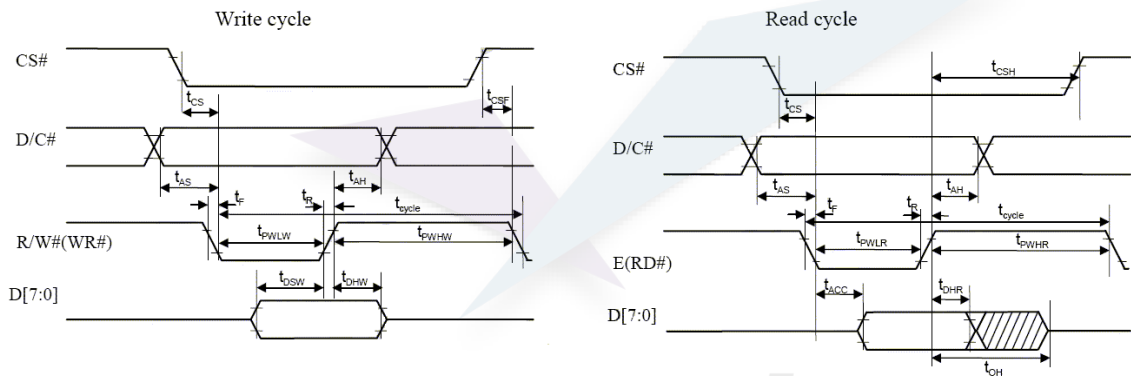 Write cycle
CS#
tCS
tCSF
D/C#
tAS
tAH
tF
tR
tcycle
R/W#(WR#)
tPWLW
tPWHW
tDSW
tDHW
D[7:0]
Read cycle
CS#
tCSH
tCS
D/C#
tAS
tAH
tF
tR
tcycle
E(RD#)
tPWLR
tPWHR
tACC
tDHR
D[7:0]
tOH